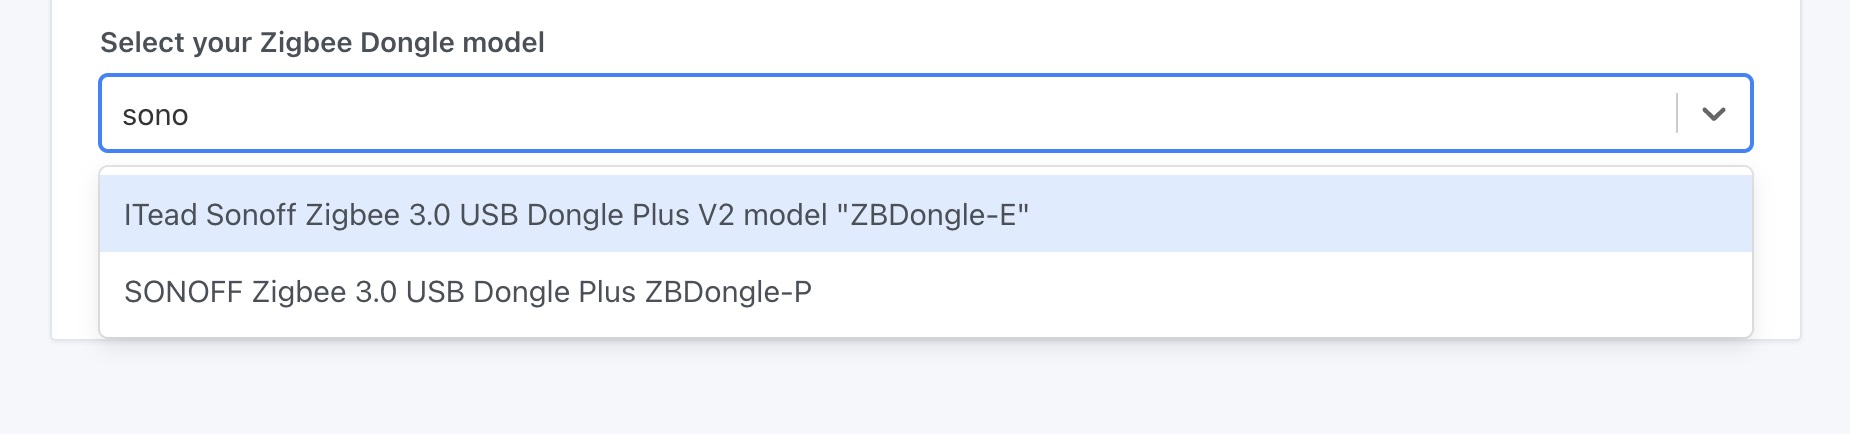 Select your Zigbee Dongle model
sono
ITead Sonoff Zigbee 3.0 USB Dongle Plus V2 model "ZBDongle-E"
SONOFF Zigbee 3.0 USB Dongle Plus ZBDongle-P